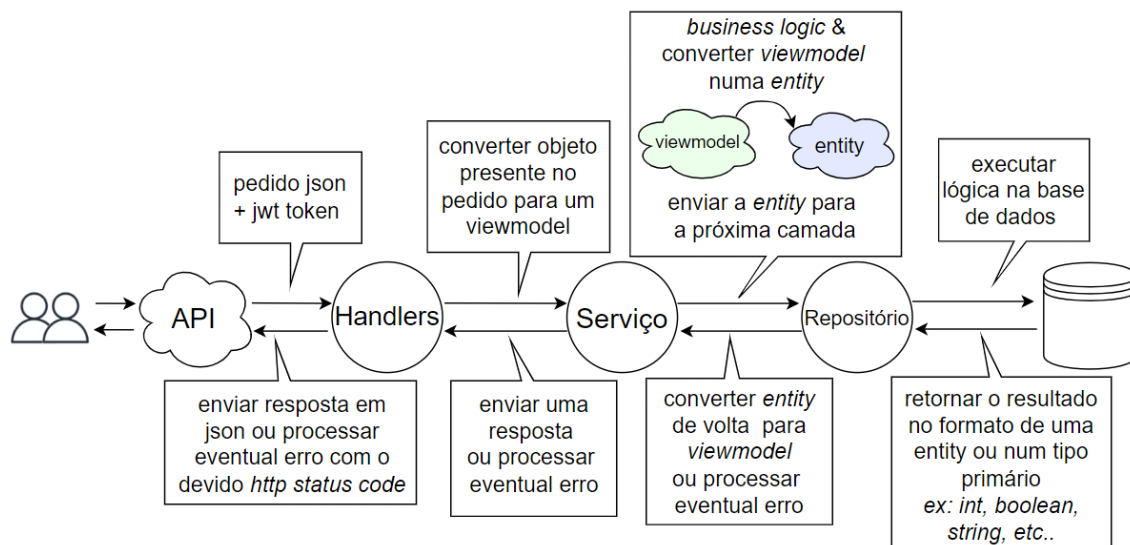 business logic &
converter viewmodel
numa entity
viewmodel
entity
enviar a entity para
a próxima camada
converter objeto
presente no
pedido para um
viewmodel
executar
lógica na base
de dados
pedido json
+ jwt token
API
Handlers
Serviço
Repositório
enviar resposta em
json ou processar
eventual erro com o
devido http status code
enviar uma
resposta
ou processar
eventual erro
converter entity
de volta para
viewmodel
ou processar
eventual erro
retornar o resultado
no formato de uma
entity ou num tipo
primário
ex: int, boolean,
string, etc..